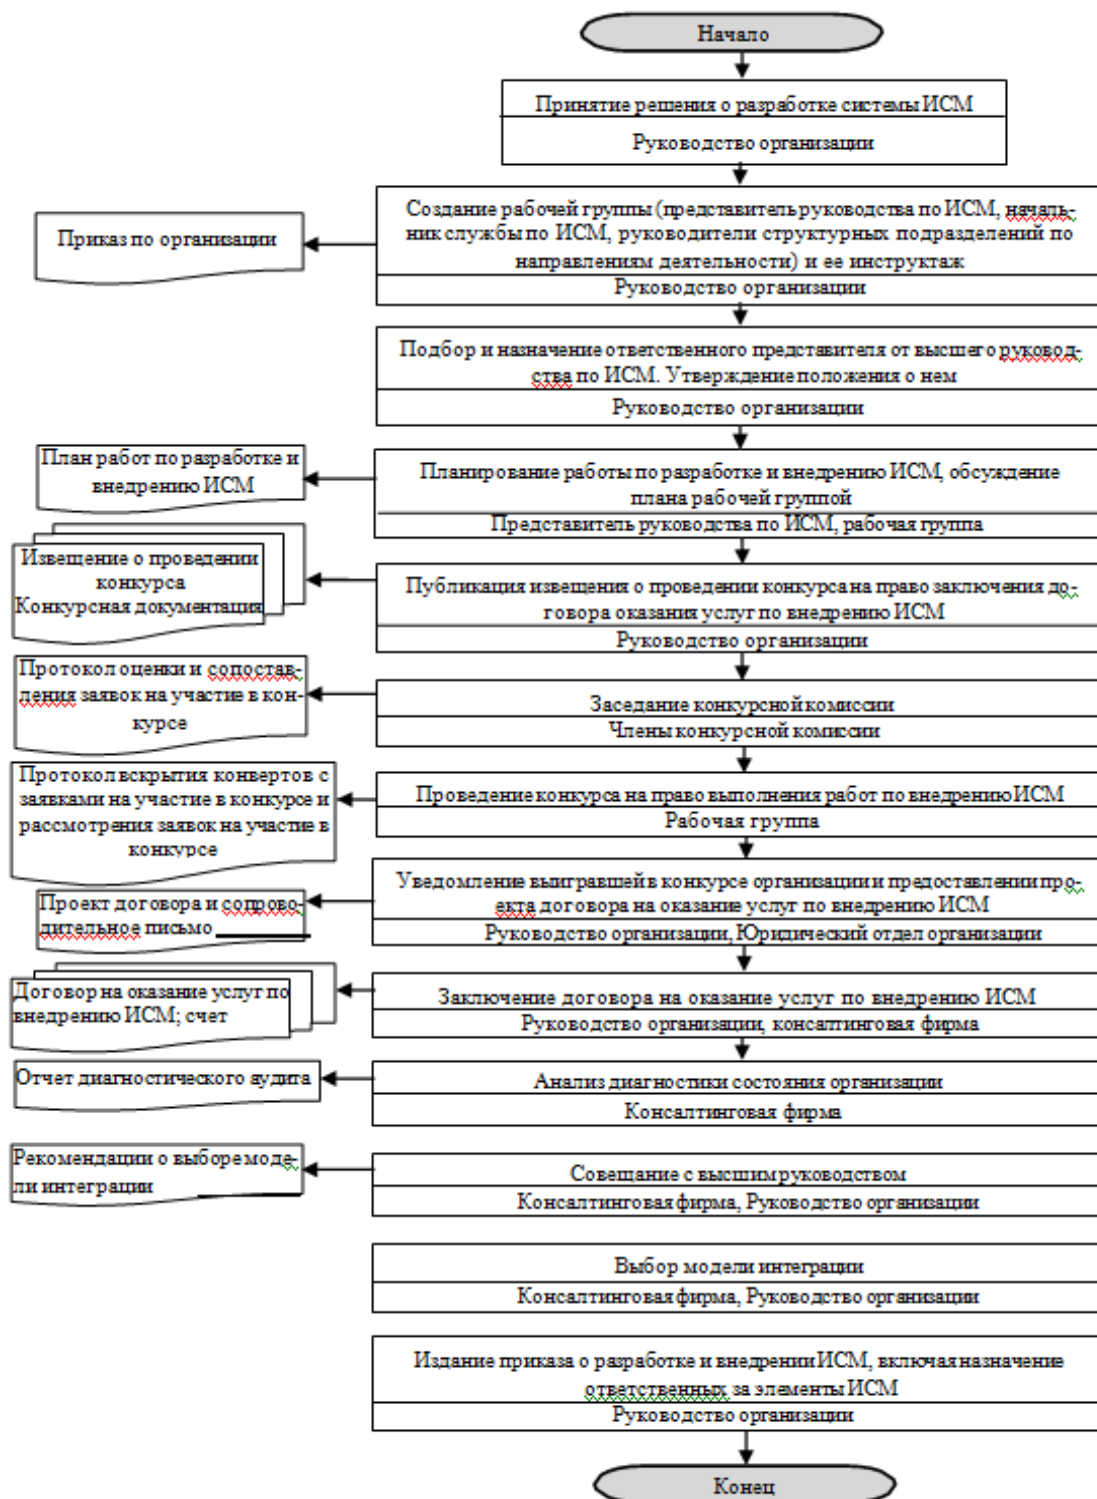 Начало
Принятие решения о разработке системы ИСМ
Руководство организации
Приказ по организации
Создание рабочей группы (представитель руководства по ИСМ, началь-
ник службы по ИСМ, руководители структурных подразделений по
направлениям деятельности) и ее инструктаж
Руководство организации
Подбор и назначение ответственного представителя от высшего руковод-
ства по ИСМ. Утверждение положения о нем
Руководство организации
План работ по разработке и
внедрению ИСМ
Планирование работы по разработке и внедрению ИСМ, обсуждение
плана рабочей группой
Представитель руководства по ИСМ, рабочая группа
Извещение о проведении
конкурса
Конкурсная документация
Публикация извещения о проведении конкурса на право заключения до-
говора оказания услуг по внедрению ИСМ
Руководство организации
Протокол оценки и сопостав-
ления заявок на участие в кон-
курсе
Заседание конкурсной комиссии
Члены конкурсной комиссии
Протокол вскрытия конвертов с
заявками на участие в конкурсе и
рассмотрения заявок на участие в
конкурсе
Проведение конкурса на право выполнения работ по внедрению ИСМ
Рабочая группа
Проект договора и сопрово-
дительное письмо
Уведомление выигравшей в конкурсе организации и предоставлении про-
екта договора на оказание услуг по внедрению ИСМ
Руководство организации, Юридический отдел организации
Договор на оказание услуг по
внедрению ИСМ; счет
Заключение договора на оказание услуг по внедрению ИСМ
Руководство организации, консалтинговая фирма
Отчет диагностического аудита
Анализ диагностики состояния организации
Консалтинговая фирма
Рекомендации о выборе моде-
ли интеграции
Совещание с высшим руководством
Консалтинговая фирма, Руководство организации
Выбор модели интеграции
Консалтинговая фирма, Руководство организации
Издание приказа о разработке и внедрении ИСМ, включая назначение
ответственных за элементы ИСМ
Руководство организации
Конец